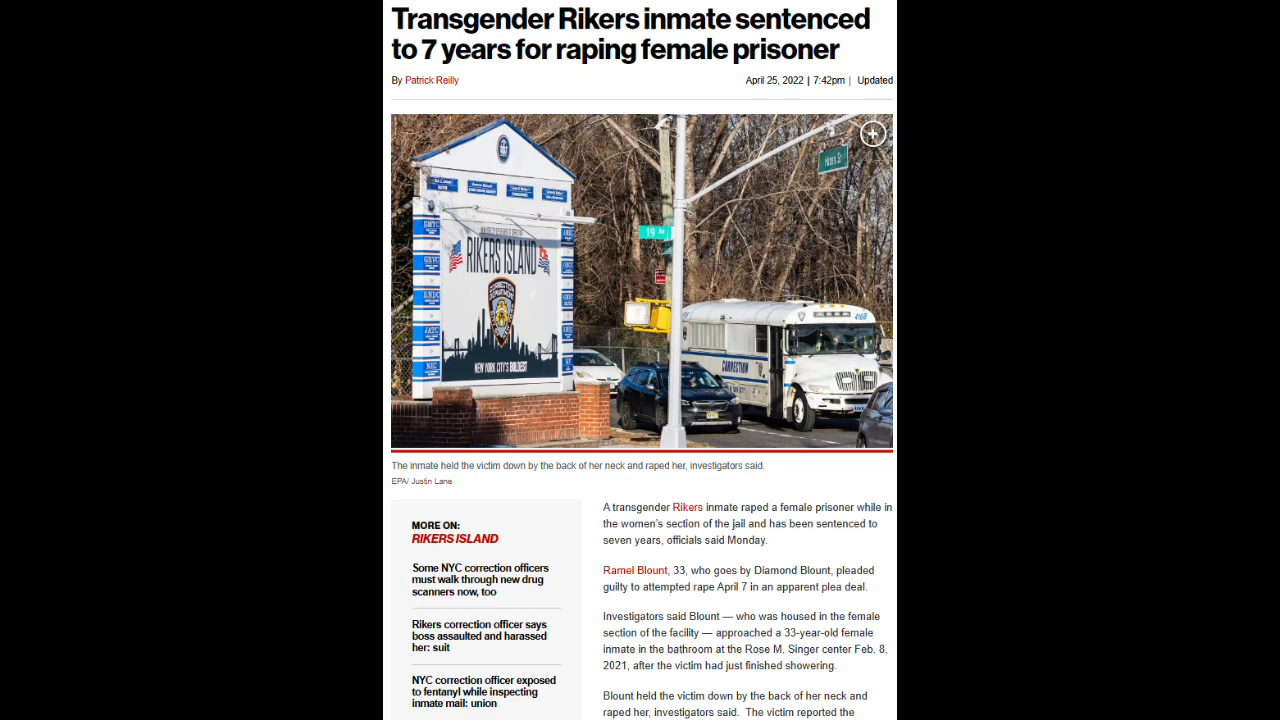 Transgender Rikers inmate sentenced
to 7 years for raping female prisoner
By Patrick Reilly
April 25, 2022 | 7:42pm | Updated
Hazen St
19 Av
RIKERS ISLAND
CORRECTION DEPARTMENT
NEW YORK CITY'S BOLDEST
CORRECTION
The inmate held the victim down by the back of her neck and raped her, investigators said.
EPA/ Justin Lane
MORE ON:
RIKERS ISLAND
Some NYC correction officers
must walk through new drug
scanners now, too
Rikers correction officer says
boss assaulted and harassed
her: suit
NYC correction officer exposed
to fentanyl while inspecting
inmate mail: union
A transgender Rikers inmate raped a female prisoner while in
the women's section of the jail and has been sentenced to
seven years, officials said Monday.
Ramel Blount, 33, who goes by Diamond Blount, pleaded
guilty to attempted rape April 7 in an apparent plea deal.
Investigators said Blount — who was housed in the female
section of the facility — approached a 33-year-old female
inmate in the bathroom at the Rose M. Singer center Feb. 8,
2021, after the victim had just finished showering.
Blount held the victim down by the back of her neck and
raped her, investigators said.  The victim reported the